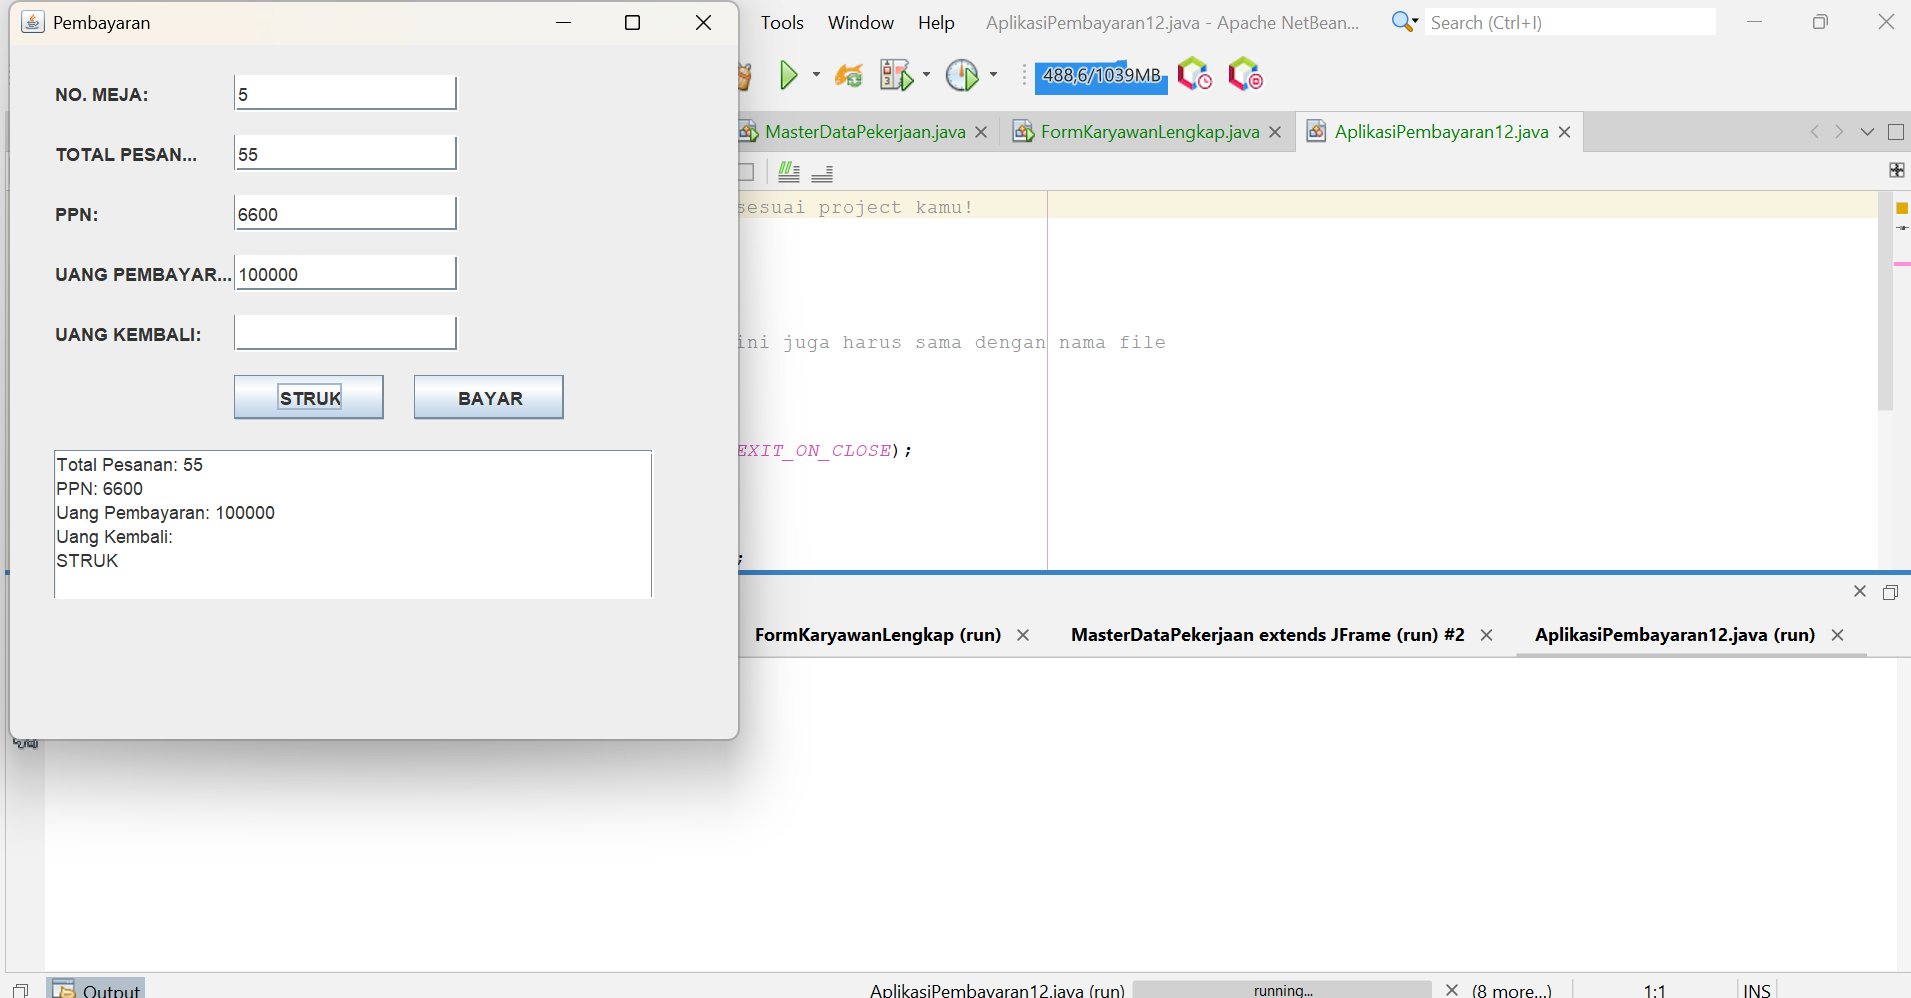 Pembayaran
Tools Window Help AplikasiPembayaran12.java - Apache NetBean... Search (Ctrl+I)
488,6/1039MB
MasterDataPekerjaan.java FormKaryawanLengkap.java AplikasiPembayaran12.java
NO. MEJA: 5
TOTAL PESAN... 55
PPN: 6600
UANG PEMBAYAR... 100000
UANG KEMBALI:
STRUK BAYAR
Total Pesanan: 55
PPN: 6600
Uang Pembayaran: 100000
Uang Kembali:
STRUK
sesuai project kamu!
ini juga harus sama dengan nama file
EXIT_ON_CLOSE);
;
FormKaryawanLengkap (run) MasterDataPekerjaan extends JFrame (run) #2 AplikasiPembayaran12.java (run)
Output AplikasiPembayaran12.java (run) running... (8 more...) 1:1 INS